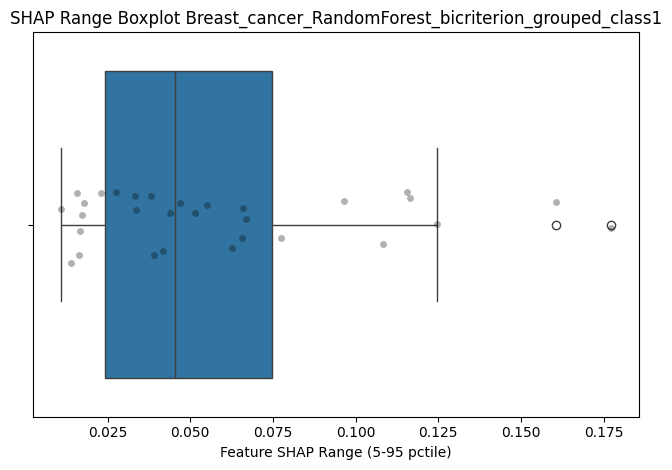 SHAP Range Boxplot Breast_cancer_RandomForest_bicriterion_grouped_class1
0.025 0.050 0.075 0.100 0.125 0.150 0.175
Feature SHAP Range (5-95 pctile)